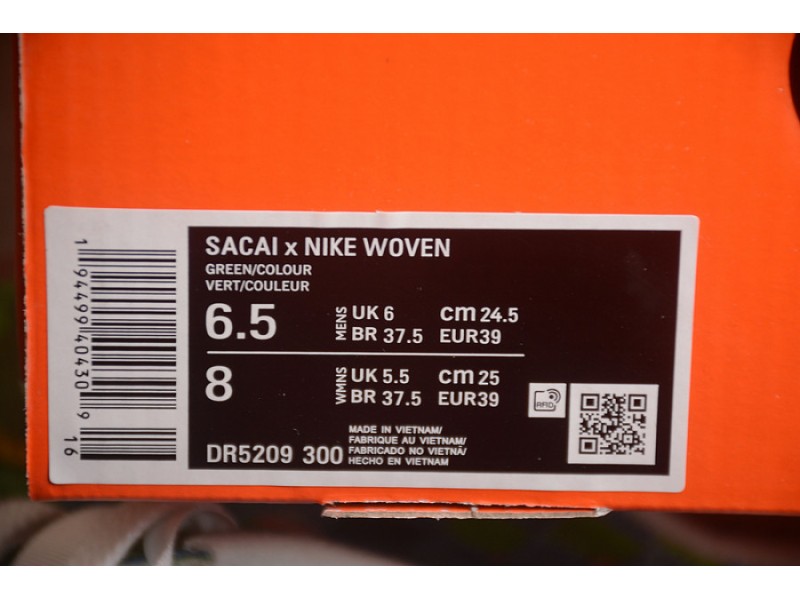 SACAI x NIKE WOVEN
GREEN/COLOUR
VERT/COULEUR
6.5 MENS UK 6 cm 24.5
BR 37.5 EUR39
8 WMNS UK 5.5 cm 25
BR 37.5 EUR39
RFID
DR5209 300
MADE IN VIETNAM/
FABRIQUE AU VIETNAM/
FABRICADO NO VIETNÃ/
HECHO EN VIETNAM
1 94499 40430 9
16